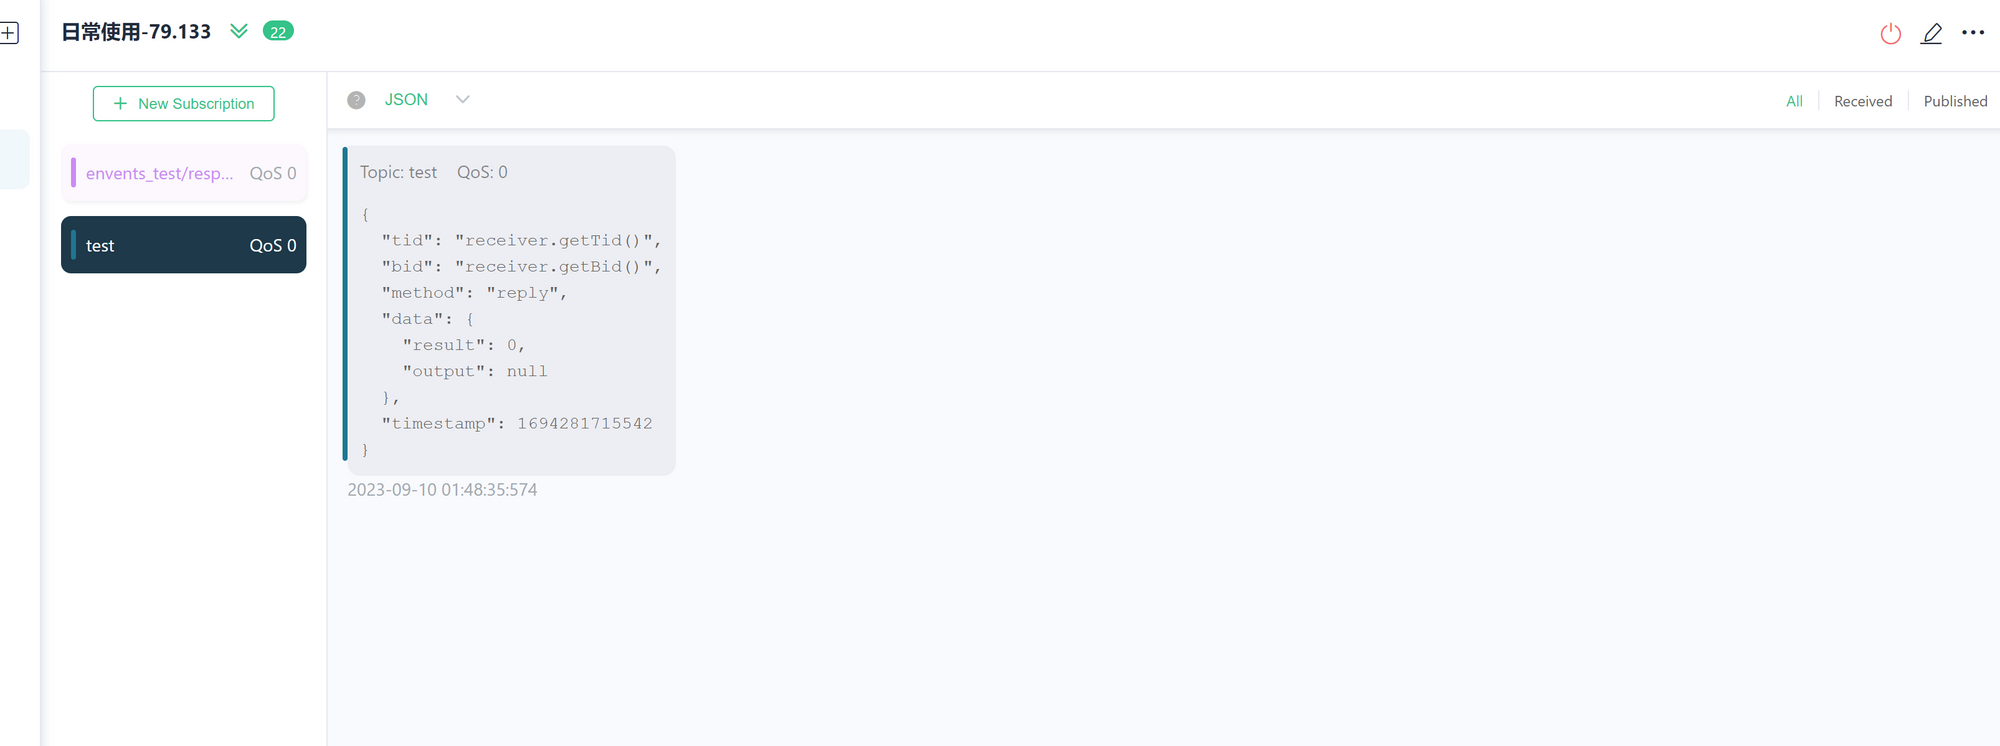 日常使用-79.133 22
New Subscription
envents_test/resp... QoS 0
test QoS 0
JSON
All Received Published
Topic: test QoS: 0
{
"tid": "receiver.getTid()",
"bid": "receiver.getBid()",
"method": "reply",
"data": {
"result": 0,
"output": null
},
"timestamp": 1694281715542
}
2023-09-10 01:48:35:574